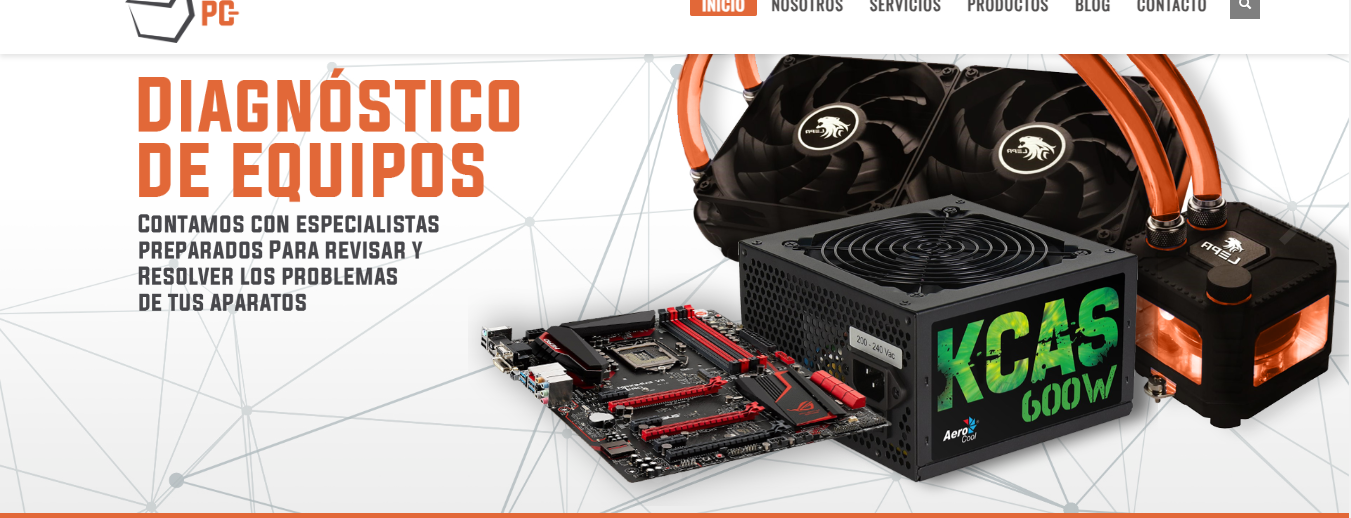 PC
INICIO NOSOTROS SERVICIOS PRODUCTOS BLOG CONTACTO
DIAGNÓSTICO
DE EQUIPOS
CONTAMOS CON ESPECIALISTAS
PREPARADOS PARA REVISAR Y
RESOLVER LOS PROBLEMAS
DE TUS APARATOS
LEPA
LEPA
LEPA
200 - 240 Vac
KCAS
600W
Aero
Cool